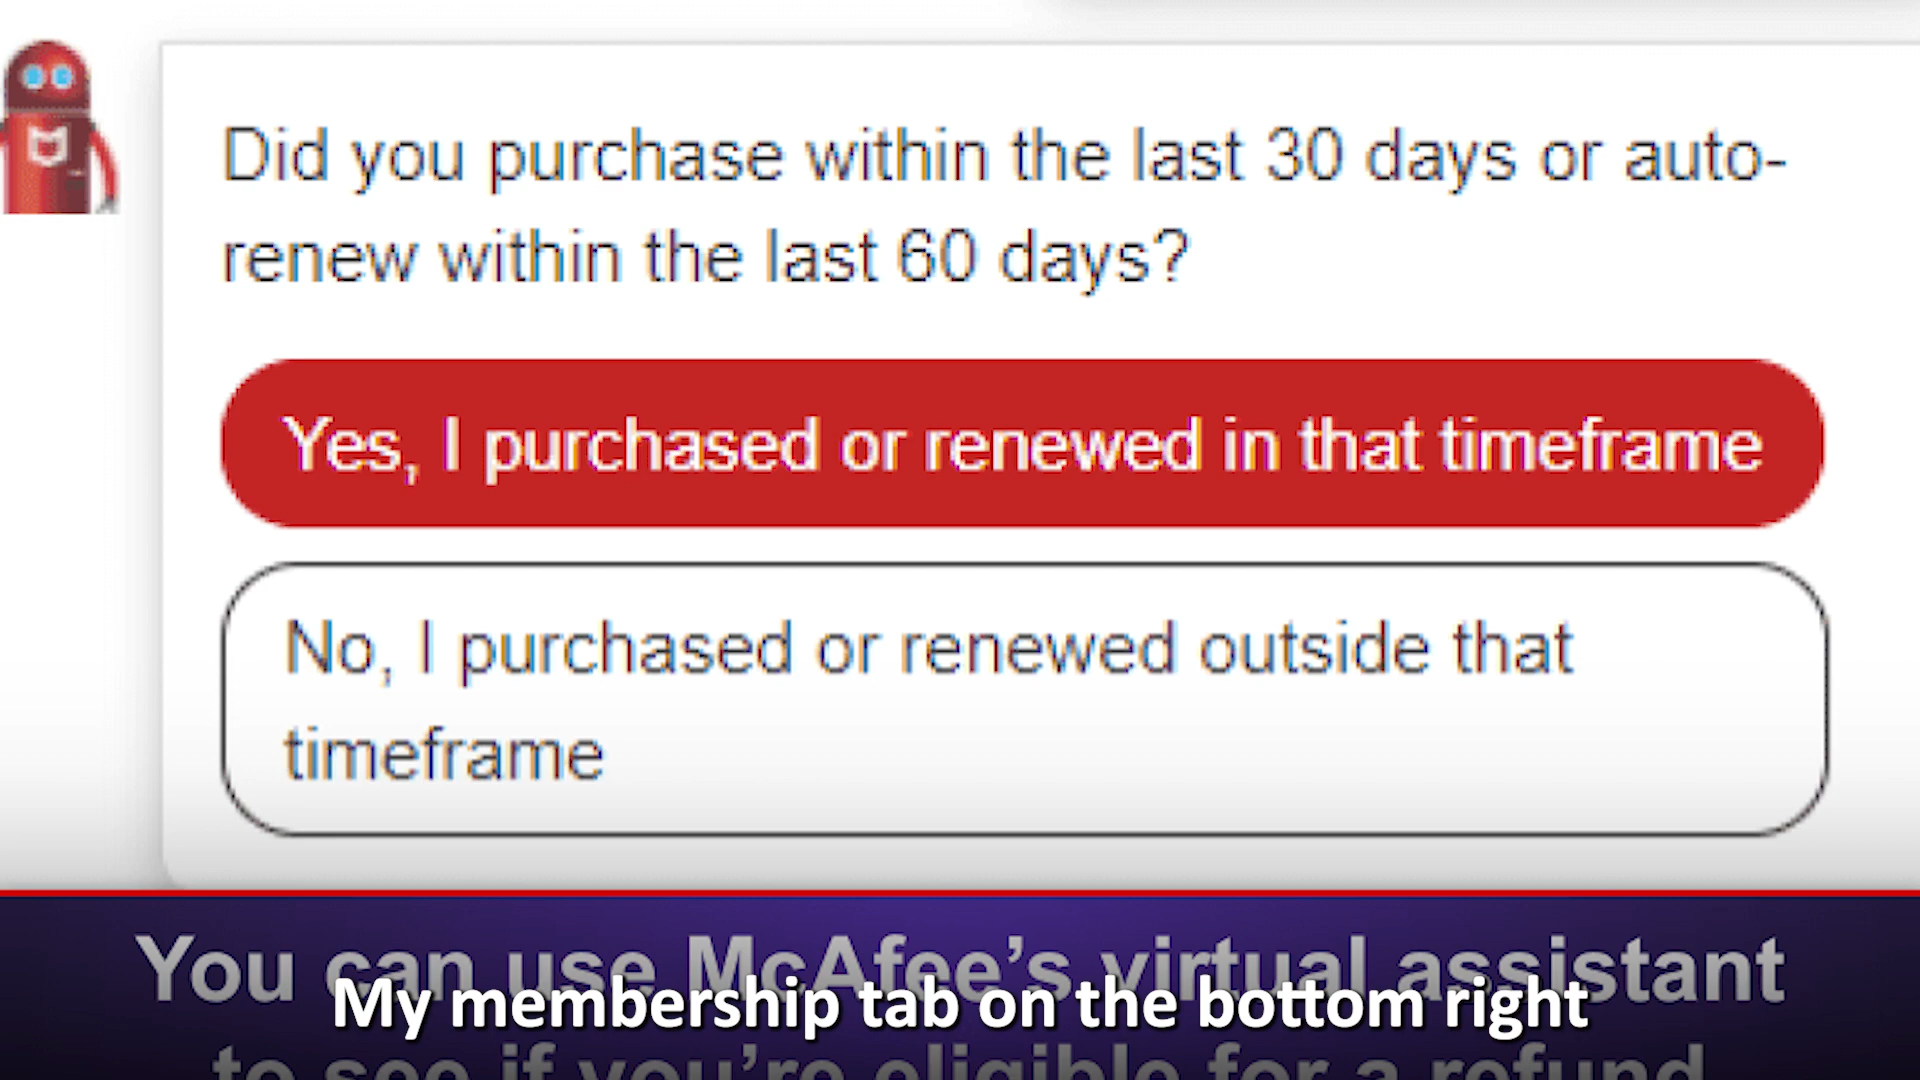 Did you purchase within the last 30 days or auto-
renew within the last 60 days?
Yes, I purchased or renewed in that timeframe
No, I purchased or renewed outside that
timeframe
You can use McAfee’s virtual assistant
My membership tab on the bottom right
to see if you’re eligible for a refund